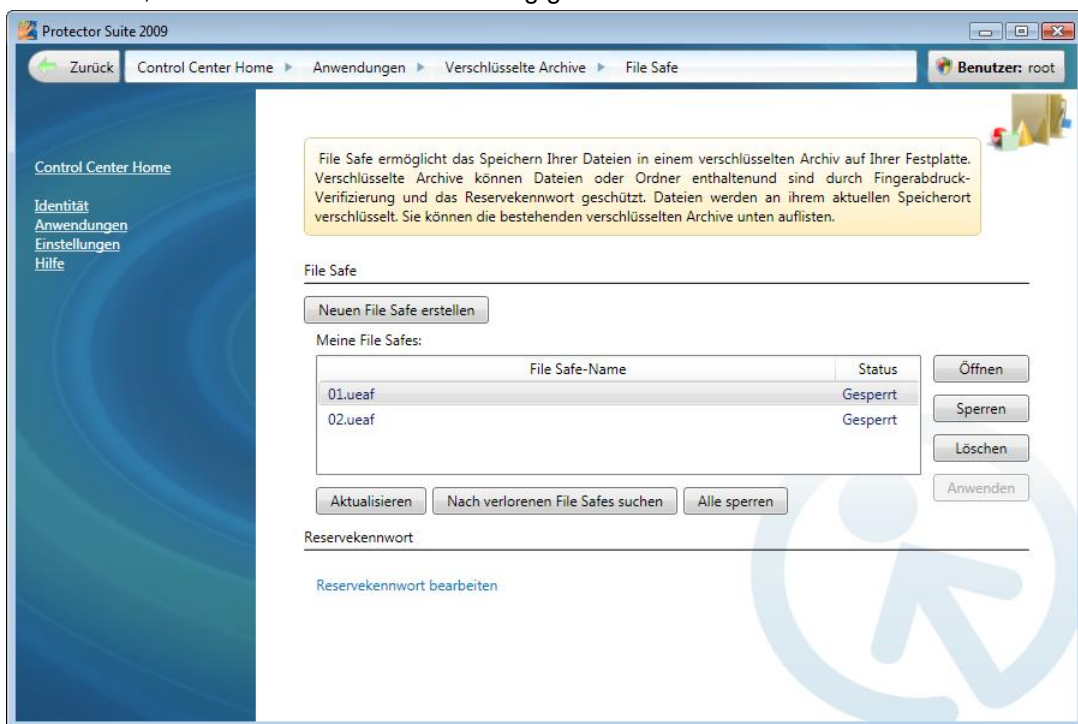 Protector Suite 2009
Zurück Control Center Home Anwendungen Verschlüsselte Archive File Safe Benutzer: root
Control Center Home
Identität
Anwendungen
Einstellungen
Hilfe
File Safe ermöglicht das Speichern Ihrer Dateien in einem verschlüsselten Archiv auf Ihrer Festplatte.
Verschlüsselte Archive können Dateien oder Ordner enthaltenund sind durch Fingerabdruck-
Verifizierung und das Reservekennwort geschützt. Dateien werden an ihrem aktuellen Speicherort
verschlüsselt. Sie können die bestehenden verschlüsselten Archive unten auflisten.
File Safe
Neuen File Safe erstellen
Meine File Safes:
File Safe-Name Status
01.ueaf Gesperrt
02.ueaf Gesperrt
Öffnen
Sperren
Löschen
Anwenden
Aktualisieren Nach verlorenen File Safes suchen Alle sperren
Reservekennwort
Reservekennwort bearbeiten